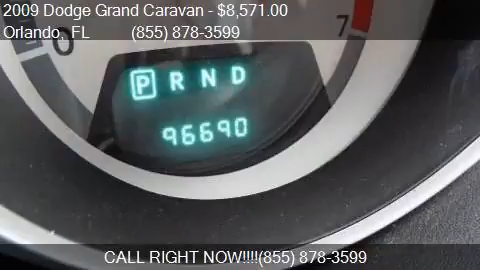 2009 Dodge Grand Caravan - $8,571.00
Orlando, FL (855) 878-3599
0 7
P R N D
96690
CALL RIGHT NOW!!!!(855) 878-3599